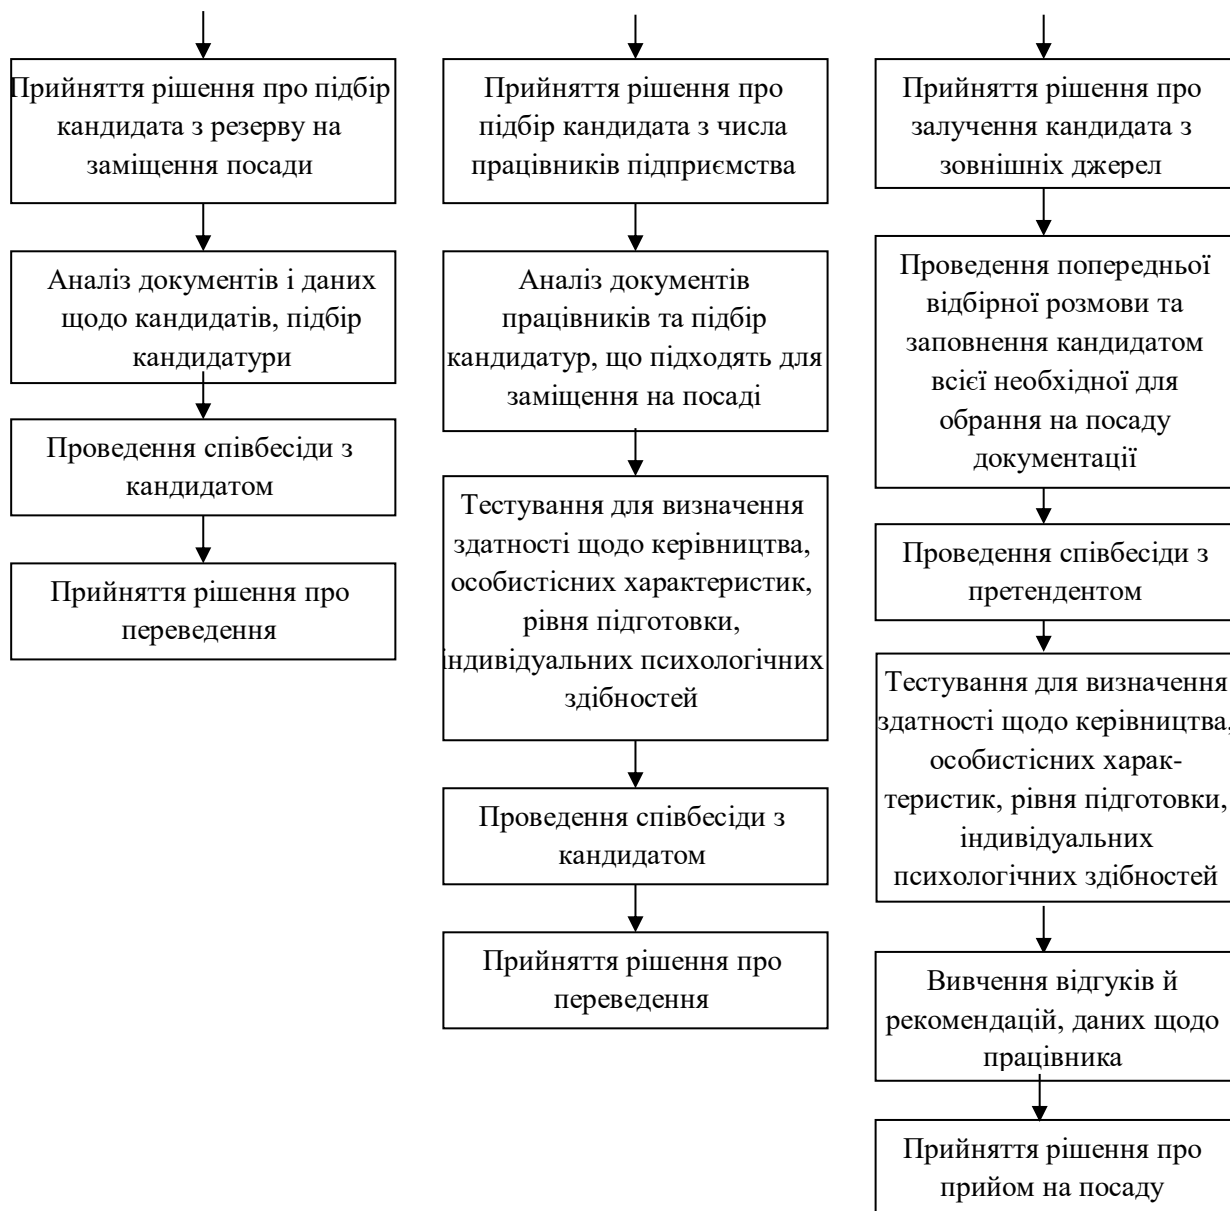 Прийняття рішення про підбір
кандидата з резерву на
заміщення посади
Аналіз документів і даних
щодо кандидатів, підбір
кандидатури
Проведення співбесіди з
кандидатом
Прийняття рішення про
переведення
Прийняття рішення про
підбір кандидата з числа
працівників підприємства
Аналіз документів
працівників та підбір
кандидатур, що підходять для
заміщення на посаді
Тестування для визначення
здатності щодо керівництва,
особистісних характеристик,
рівня підготовки,
індивідуальних психологічних
здібностей
Проведення співбесіди з
кандидатом
Прийняття рішення про
переведення
Прийняття рішення про
залучення кандидата з
зовнішніх джерел
Проведення попередньої
відбірної розмови та
заповнення кандидатом
всієї необхідної для
обрання на посаду
документації
Проведення співбесіди з
претендентом
Тестування для визначення
здатності щодо керівництва,
особистісних харак-
теристик, рівня підготовки,
індивідуальних
психологічних здібностей
Вивчення відгуків й
рекомендацій, даних щодо
працівника
Прийняття рішення про
прийом на посаду